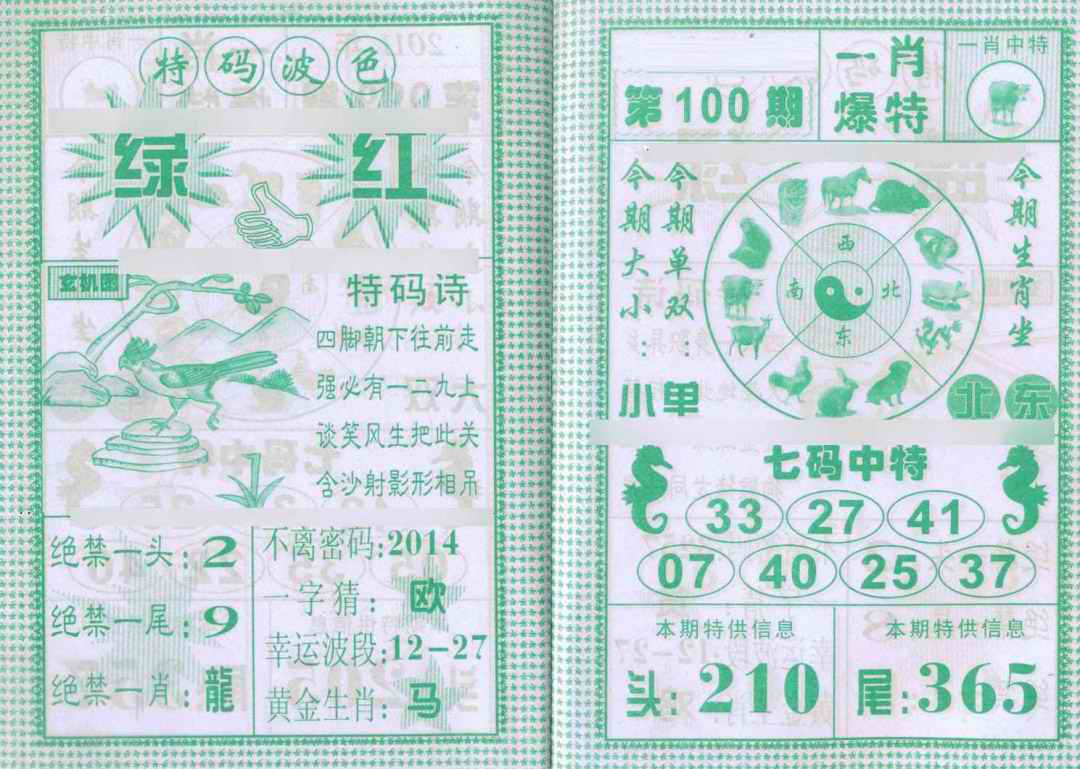 特码波色
绿 红
玄机图
特码诗
四脚朝下往前走
强必有一二九上
谈笑风生把此关
含沙射影形相吊
绝禁一头：2
绝禁一尾：9
绝禁一肖：龍
不离密码：2014
一字猜：欧
幸运波段：12-27
黄金生肖：马
第100期
一肖
爆特
一肖中特
今期大小：小
今期单双：单
西
南 北
东
今期生肖坐
北 东
七码中特
33 27 41
07 40 25 37
本期特供信息
头：210
本期特供信息
尾：365